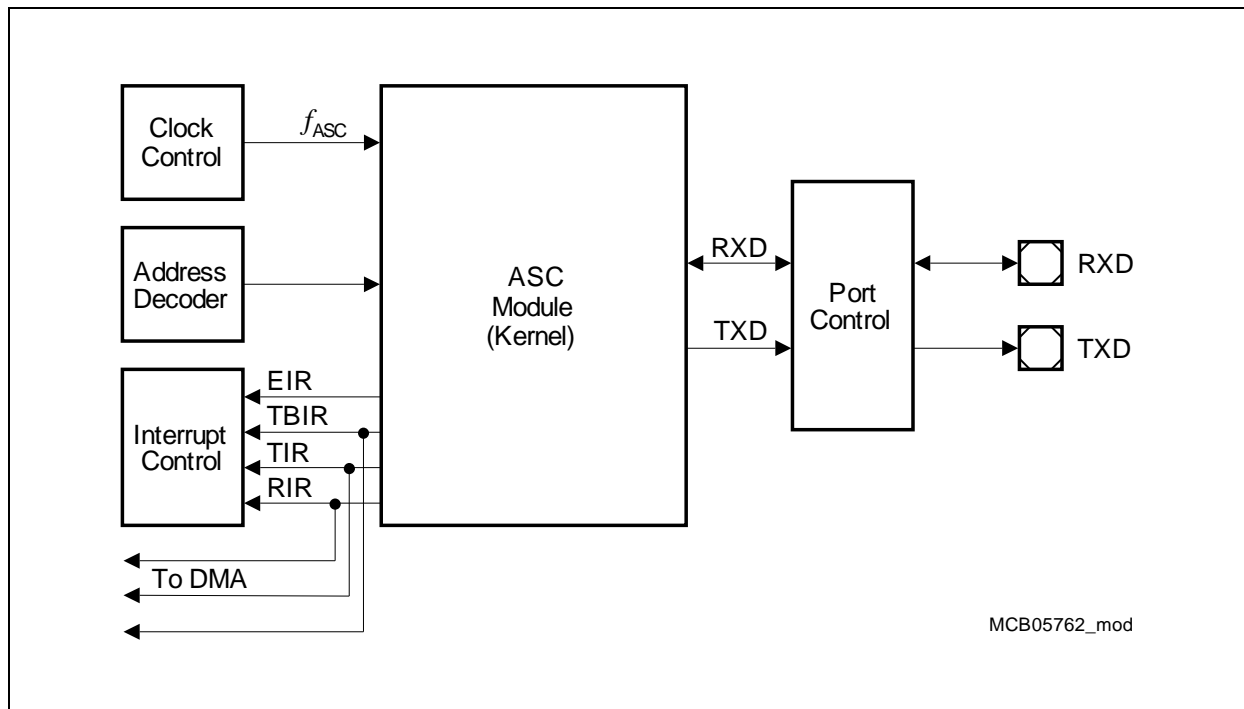 Clock
Control
fASC
Address
Decoder
Interrupt
Control
EIR
TBIR
TIR
RIR
To DMA
ASC
Module
(Kernel)
RXD
TXD
Port
Control
RXD
TXD
MCB05762_mod